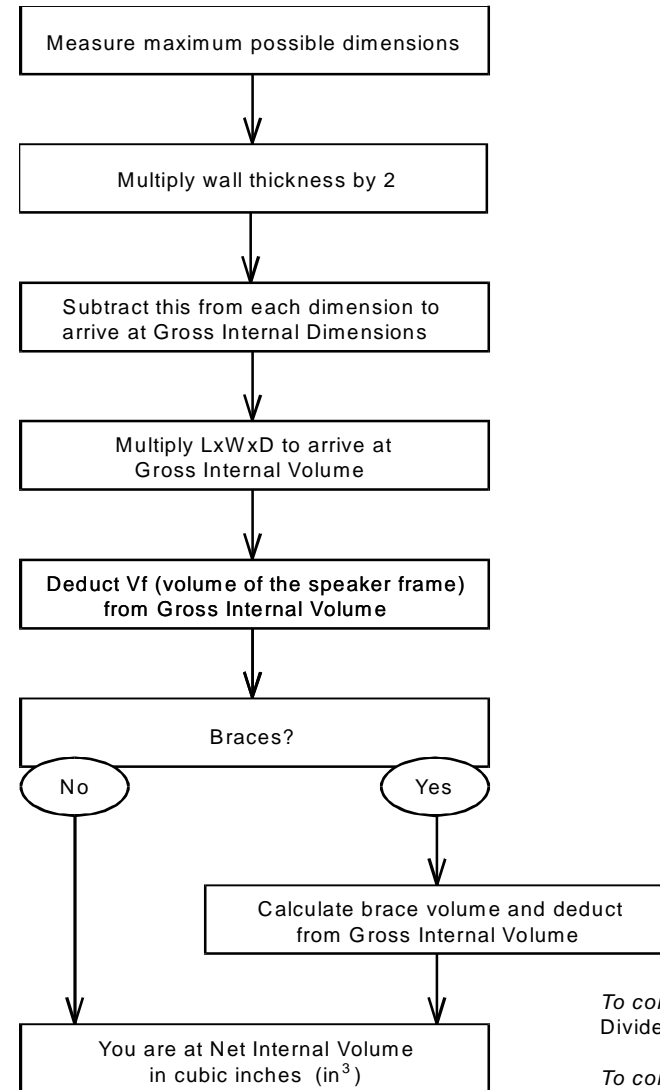 Measure maximum possible dimensions
Multiply wall thickness by 2
Subtract this from each dimension to
arrive at Gross Internal Dimensions
Multiply LxWxD to arrive at
Gross Internal Volume
Deduct Vf (volume of the speaker frame)
from Gross Internal Volume
Braces?
No
Yes
Calculate brace volume and deduct
from Gross Internal Volume
To
Divide
You are at Net Internal Volume
in cubic inches (in³)
To